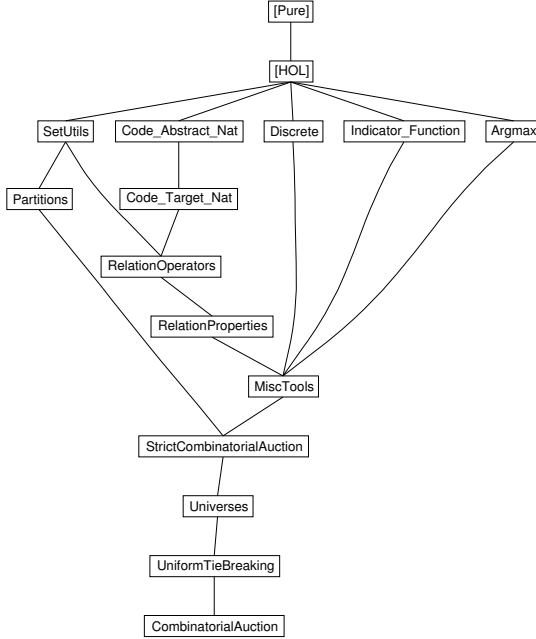 [Pure]
[HOL]
SetUtils
Code_Abstract_Nat
Discrete
Indicator_Function
Argmax
Partitions
Code_Target_Nat
RelationOperators
RelationProperties
MiscTools
StrictCombinatorialAuction
Universes
UniformTieBreaking
CombinatorialAuction